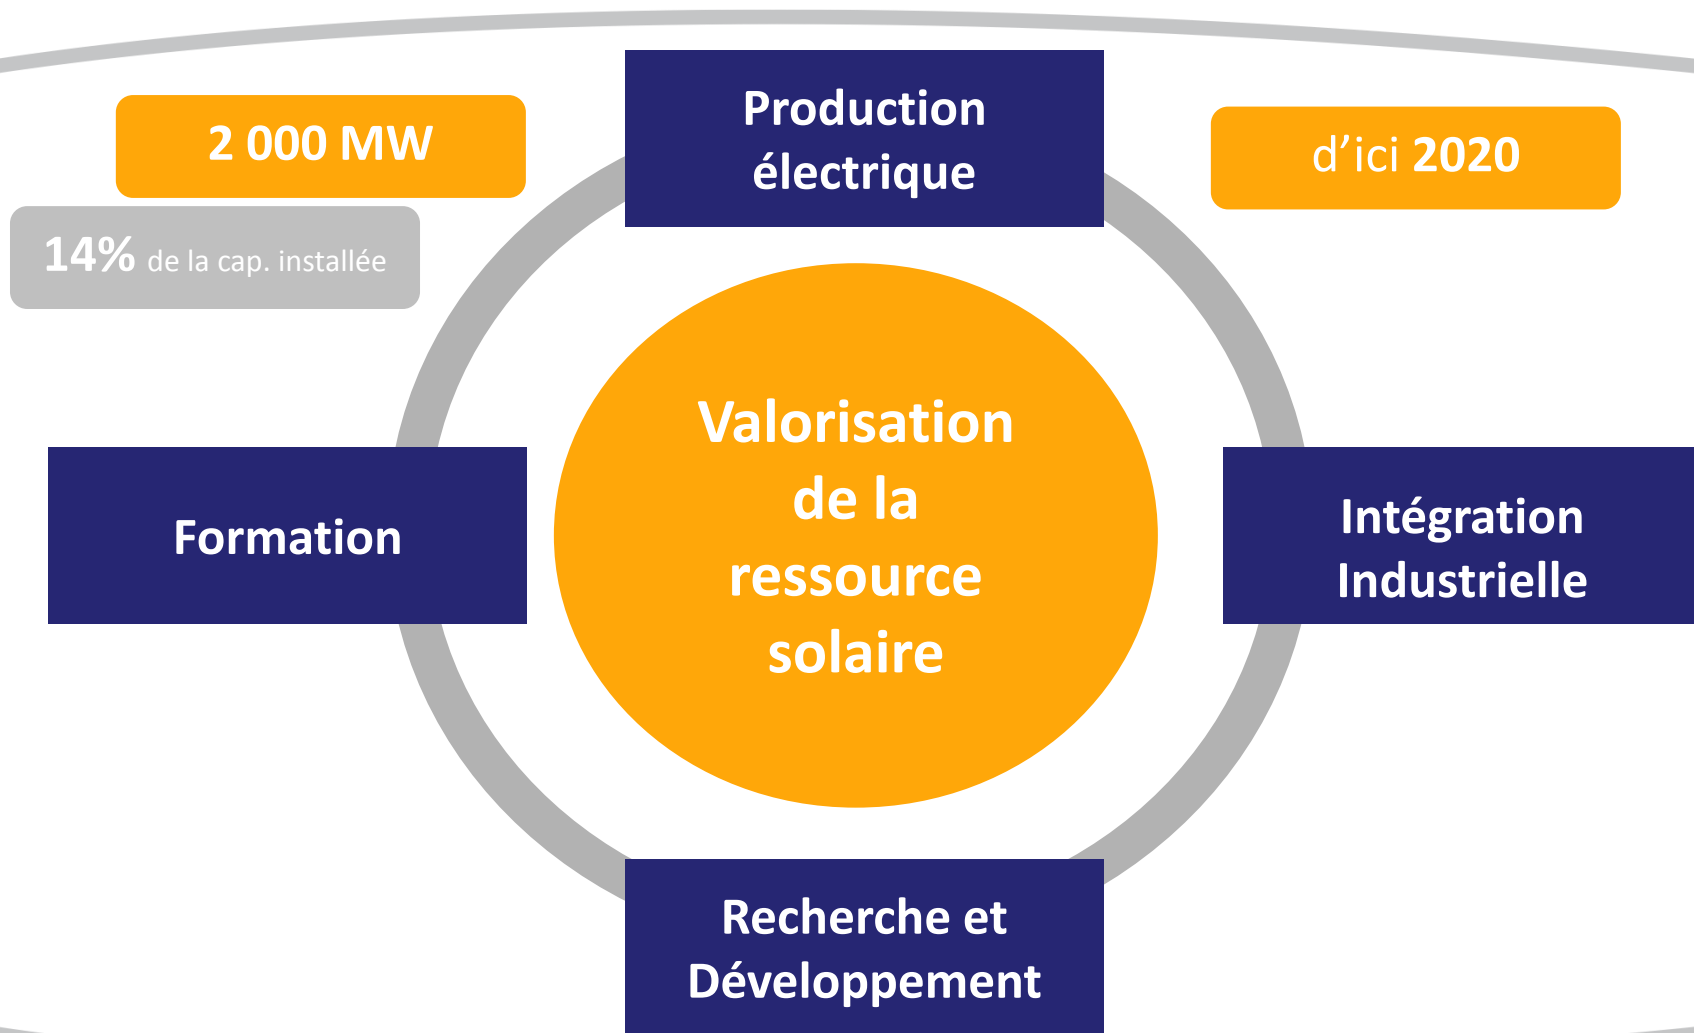 Production
électrique
2 000 MW
d’ici 2020
14% de la cap. installée
Valorisation
de la
ressource
solaire
Formation
Intégration
Industrielle
Recherche et
Développement